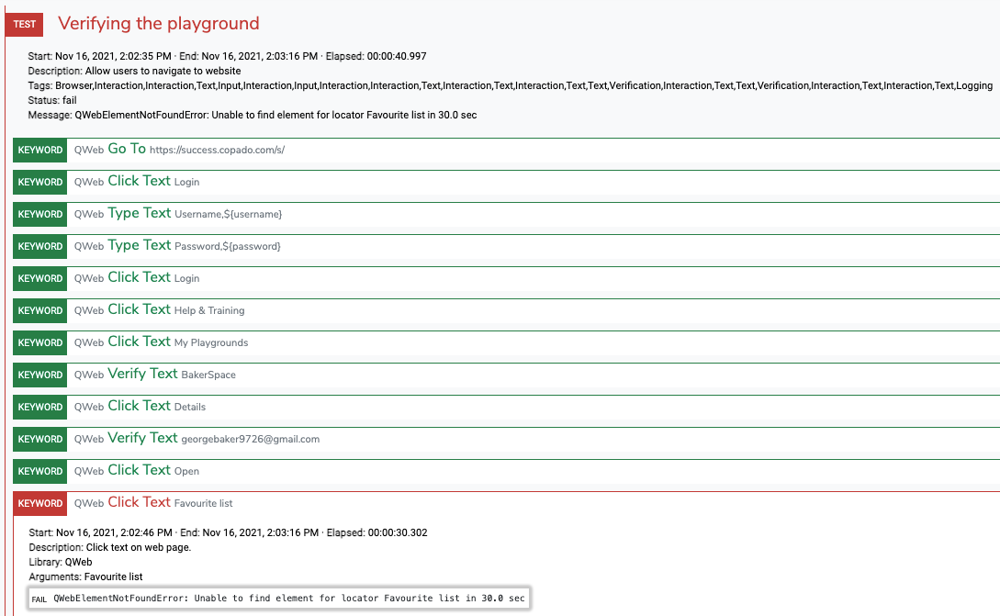 TEST Verifying the playground
Start: Nov 16, 2021, 2:02:35 PM · End: Nov 16, 2021, 2:03:16 PM · Elapsed: 00:00:40.997
Description: Allow users to navigate to website
Tags: Browser,Interaction,Interaction,Text,Input,Interaction,Input,Interaction,Interaction,Text,Interaction,Text,Interaction,Text,Text,Verification,Interaction,Text,Text,Verification,Interaction,Text,Interaction,Text,Logging
Status: fail
Message: QWebElementNotFoundError: Unable to find element for locator Favourite list in 30.0 sec
KEYWORD QWeb Go To https://success.copado.com/s/
KEYWORD QWeb Click Text Login
KEYWORD QWeb Type Text Username,${username}
KEYWORD QWeb Type Text Password,${password}
KEYWORD QWeb Click Text Login
KEYWORD QWeb Click Text Help & Training
KEYWORD QWeb Click Text My Playgrounds
KEYWORD QWeb Verify Text BakerSpace
KEYWORD QWeb Click Text Details
KEYWORD QWeb Verify Text georgebaker9726@gmail.com
KEYWORD QWeb Click Text Open
KEYWORD QWeb Click Text Favourite list
Start: Nov 16, 2021, 2:02:46 PM · End: Nov 16, 2021, 2:03:16 PM · Elapsed: 00:00:30.302
Description: Click text on web page.
Library: QWeb
Arguments: Favourite list
FAIL QWebElementNotFoundError: Unable to find element for locator Favourite list in 30.0 sec